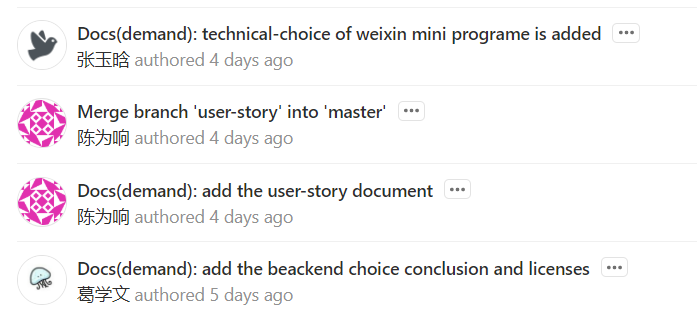 Docs(demand): technical-choice of weixin mini programe is added
张玉晗 authored 4 days ago
Merge branch 'user-story' into 'master'
陈为响 authored 4 days ago
Docs(demand): add the user-story document
陈为响 authored 4 days ago
Docs(demand): add the beackend choice conclusion and licenses
葛学文 authored 5 days ago